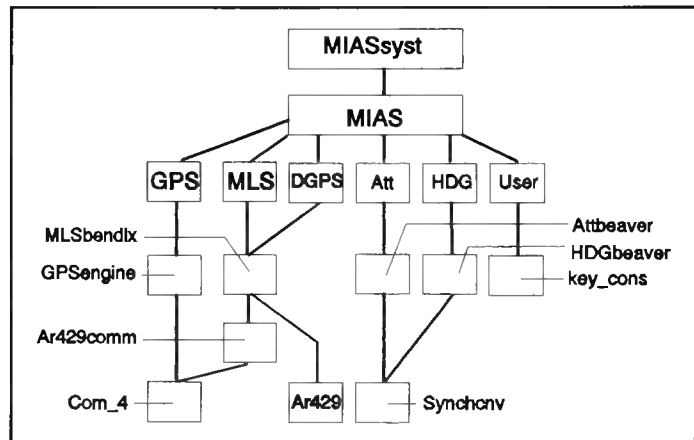 MIASsyst
MIAS
GPS MLS DGPS Att HDG User
MLSbendix
Attbeaver
HDGbeaver
GPSengine
key_cons
Ar429comm
Com_4
Ar429
Synchcnv